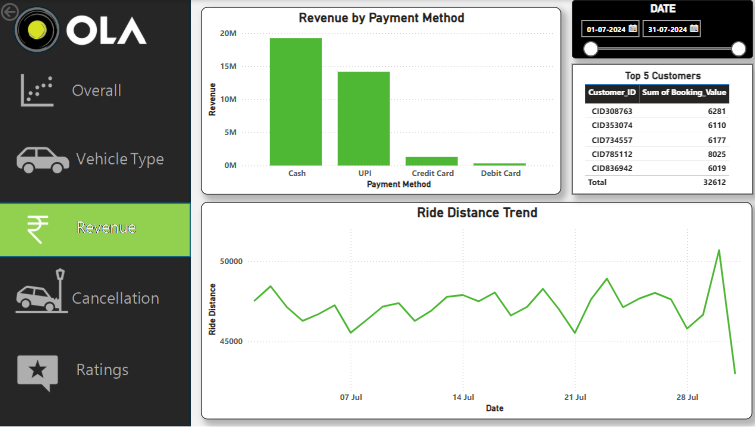 OLA
Overall
Vehicle Type
Revenue
Cancellation
Ratings
Revenue by Payment Method
Revenue
20M
15M
10M
5M
0M
Cash UPI Credit Card Debit Card
Payment Method
DATE
01-07-2024 31-07-2024
Top 5 Customers
Customer_ID Sum of Booking_Value
CID308763 6281
CID353074 6110
CID734557 6177
CID785112 8025
CID836942 6019
Total 32612
Ride Distance Trend
Ride Distance
50000
45000
07 Jul 14 Jul 21 Jul 28 Jul
Date